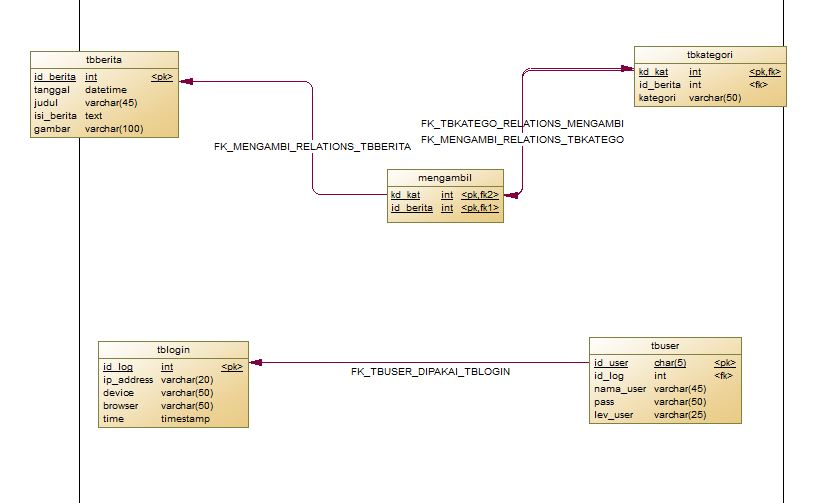 tbberita
id_berita int <pk>
tanggal datetime
judul varchar(45)
isi_berita text
gambar varchar(100)
tbkategori
kd_kat int <pk,fk>
id_berita int <fk>
kategori varchar(50)
FK_TBKATEGO_RELATIONS_MENGAMBI
FK_MENGAMBI_RELATIONS_TBKATEGO
FK_MENGAMBI_RELATIONS_TBBERITA
mengambil
kd_kat int <pk,fk2>
id_berita int <pk,fk1>
tblogin
id_log int <pk>
ip_address varchar(20)
device varchar(50)
browser varchar(50)
time timestamp
FK_TBUSER_DIPAKAI_TBLOGIN
tbuser
id_user char(5) <pk>
id_log int <fk>
nama_user varchar(45)
pass varchar(50)
lev_user varchar(25)